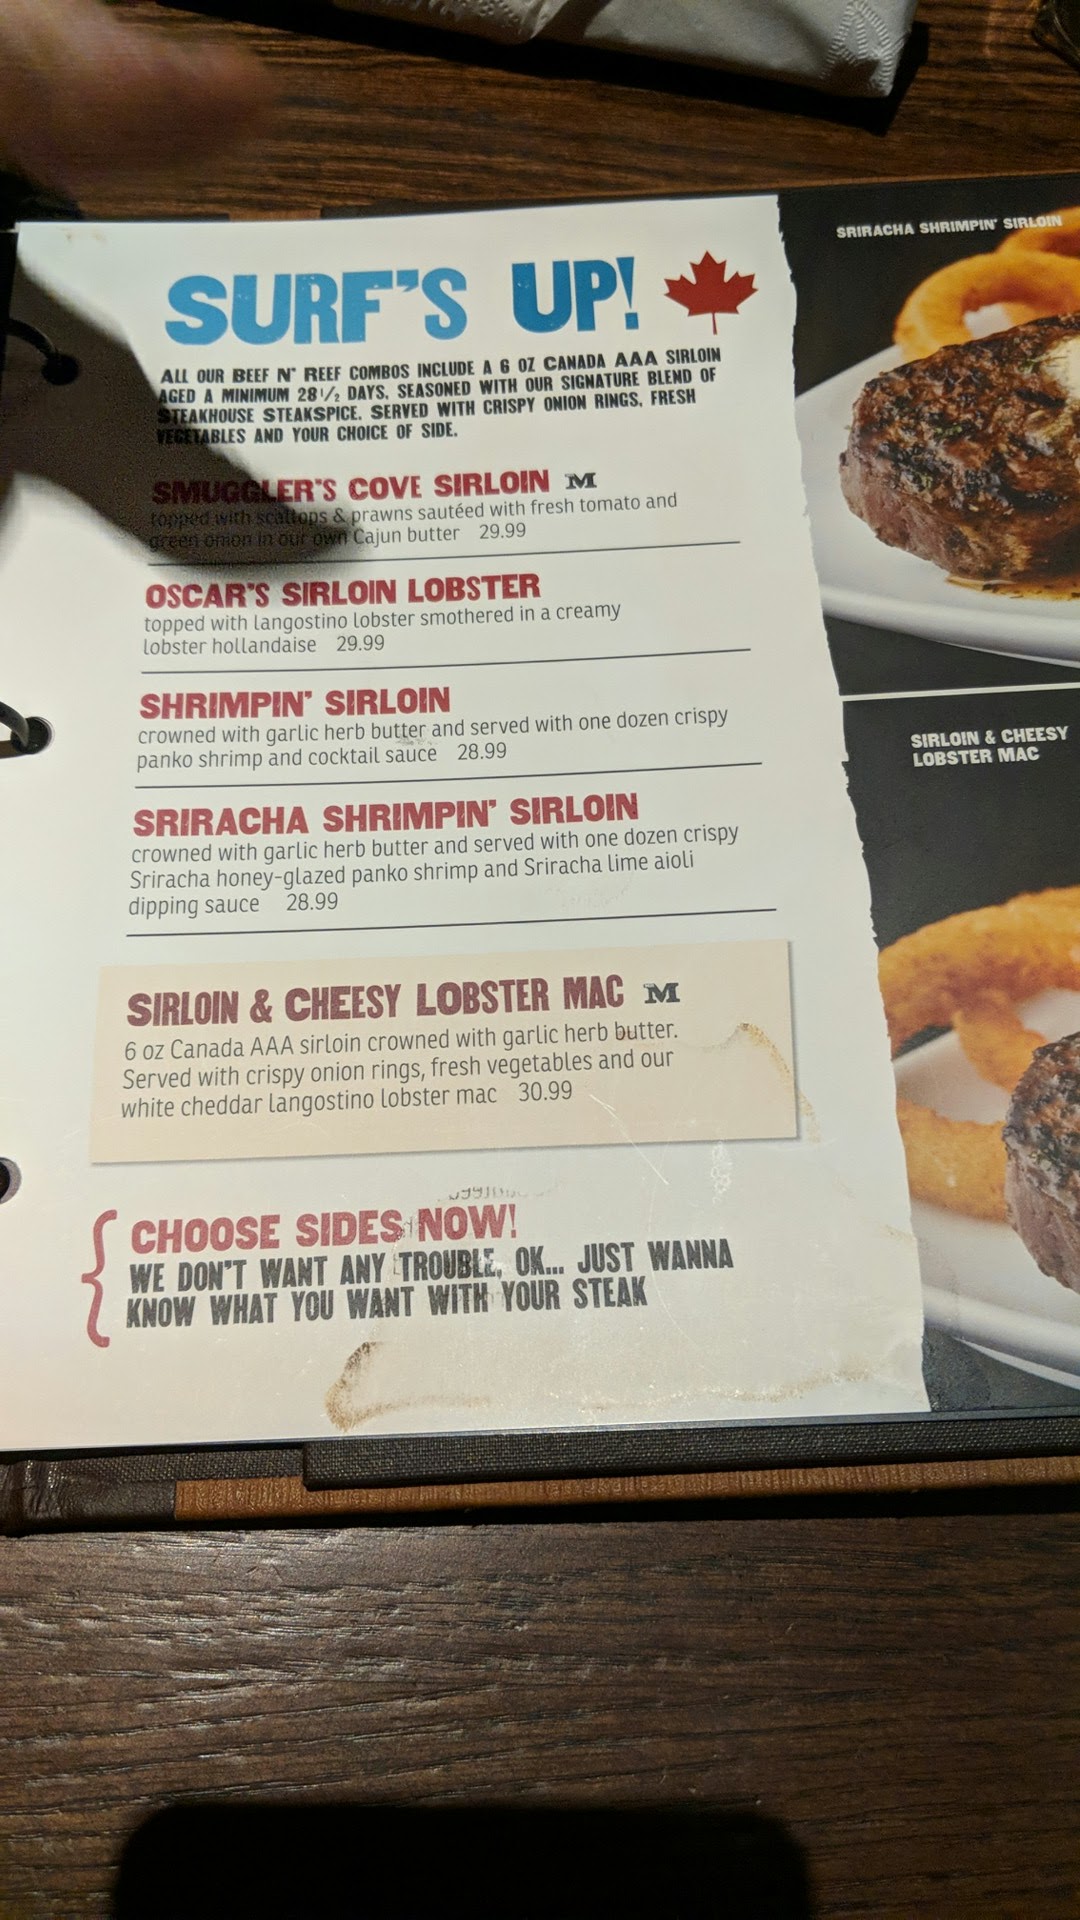 SURF'S UP!
ALL OUR BEEF N' REEF COMBOS INCLUDE A 6 OZ CANADA AAA SIRLOIN
AGED A MINIMUM 28 1/2 DAYS, SEASONED WITH OUR SIGNATURE BLEND OF
STEAKHOUSE STEAKSPICE. SERVED WITH CRISPY ONION RINGS, FRESH
VEGETABLES AND YOUR CHOICE OF SIDE.
SMUGGLER'S COVE SIRLOIN M
topped with scallops & prawns sautéed with fresh tomato and
green onion in our own Cajun butter 29.99
OSCAR'S SIRLOIN LOBSTER
topped with langostino lobster smothered in a creamy
lobster hollandaise 29.99
SHRIMPIN' SIRLOIN
crowned with garlic herb butter and served with one dozen crispy
panko shrimp and cocktail sauce 28.99
SRIRACHA SHRIMPIN' SIRLOIN
crowned with garlic herb butter and served with one dozen crispy
Sriracha honey-glazed panko shrimp and Sriracha lime aioli
dipping sauce 28.99
SIRLOIN & CHEESY LOBSTER MAC M
6 oz Canada AAA sirloin crowned with garlic herb butter.
Served with crispy onion rings, fresh vegetables and our
white cheddar langostino lobster mac 30.99
CHOOSE SIDES NOW!
WE DON'T WANT ANY TROUBLE, OK... JUST WANNA
KNOW WHAT YOU WANT WITH YOUR STEAK
SRIRACHA SHRIMPIN' SIRLOIN
SIRLOIN & CHEESY
LOBSTER MAC